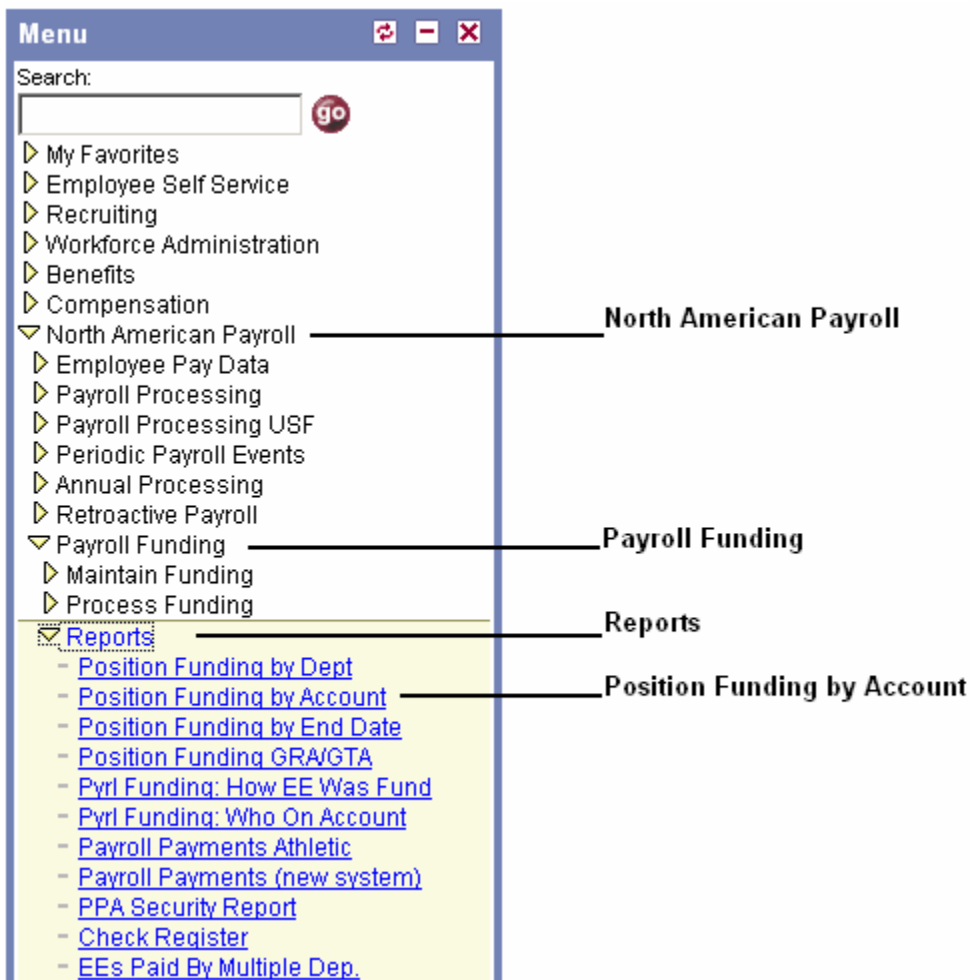 Menu
Search:
go
My Favorites
Employee Self Service
Recruiting
Workforce Administration
Benefits
Compensation
North American Payroll
North American Payroll
Employee Pay Data
Payroll Processing
Payroll Processing USF
Periodic Payroll Events
Annual Processing
Retroactive Payroll
Payroll Funding
Payroll Funding
Maintain Funding
Process Funding
Reports
Reports
Position Funding by Dept
Position Funding by Account
Position Funding by Account
Position Funding by End Date
Position Funding GRA/GTA
Pyrl Funding: How EE Was Fund
Pyrl Funding: Who On Account
Payroll Payments Athletic
Payroll Payments (new system)
PPA Security Report
Check Register
EEs Paid By Multiple Dep.